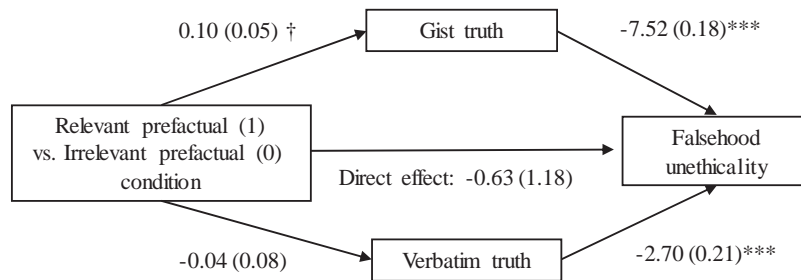 0.10 (0.05) †
Gist truth
-7.52 (0.18)***
Relevant prefactual (1)
vs. Irrelevant prefactual (0)
condition
Direct effect: -0.63 (1.18)
Falsehood
unethicality
-0.04 (0.08)
Verbatim truth
-2.70 (0.21)***